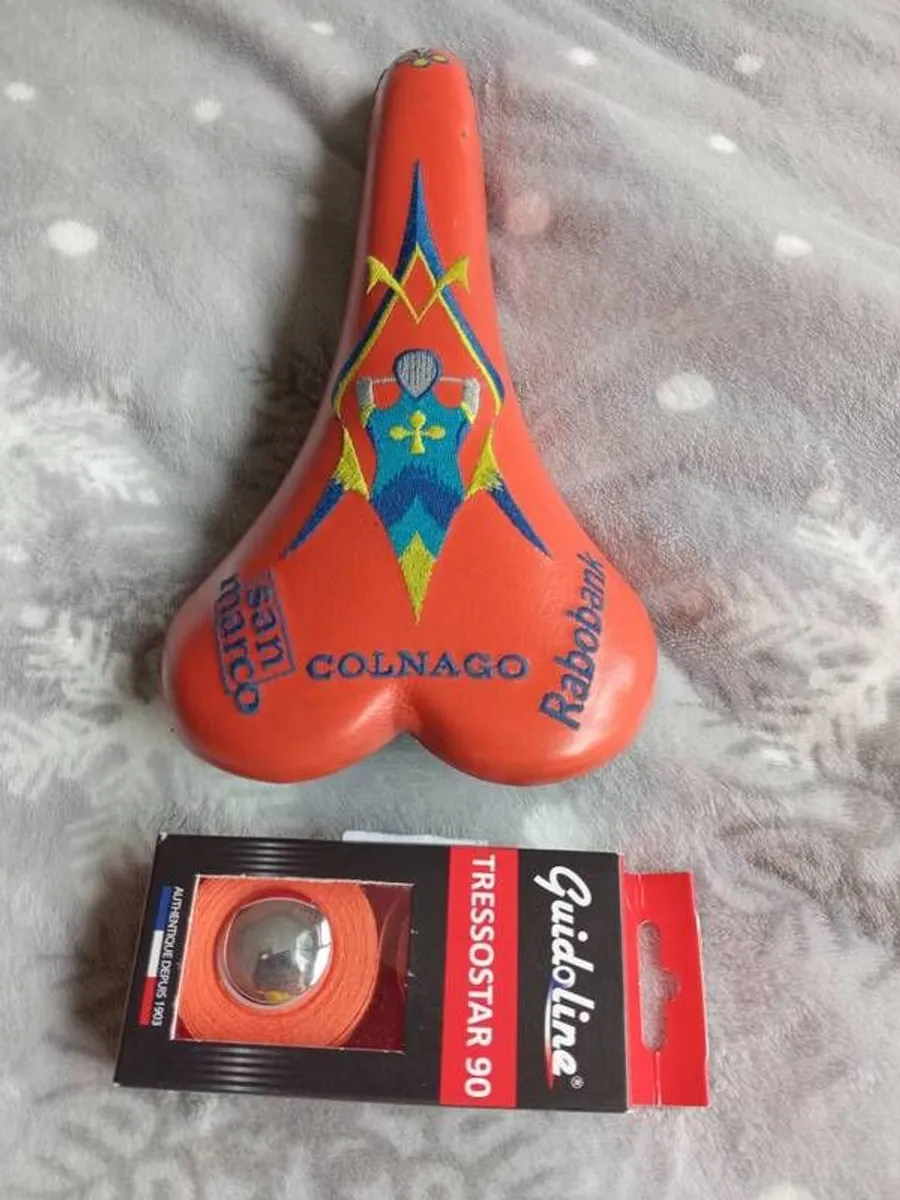 san
marco
COLNAGO
Rabobank
Guidoline®
TRESSOSTAR 90
AUTHENTIQUE DEPUIS 1903